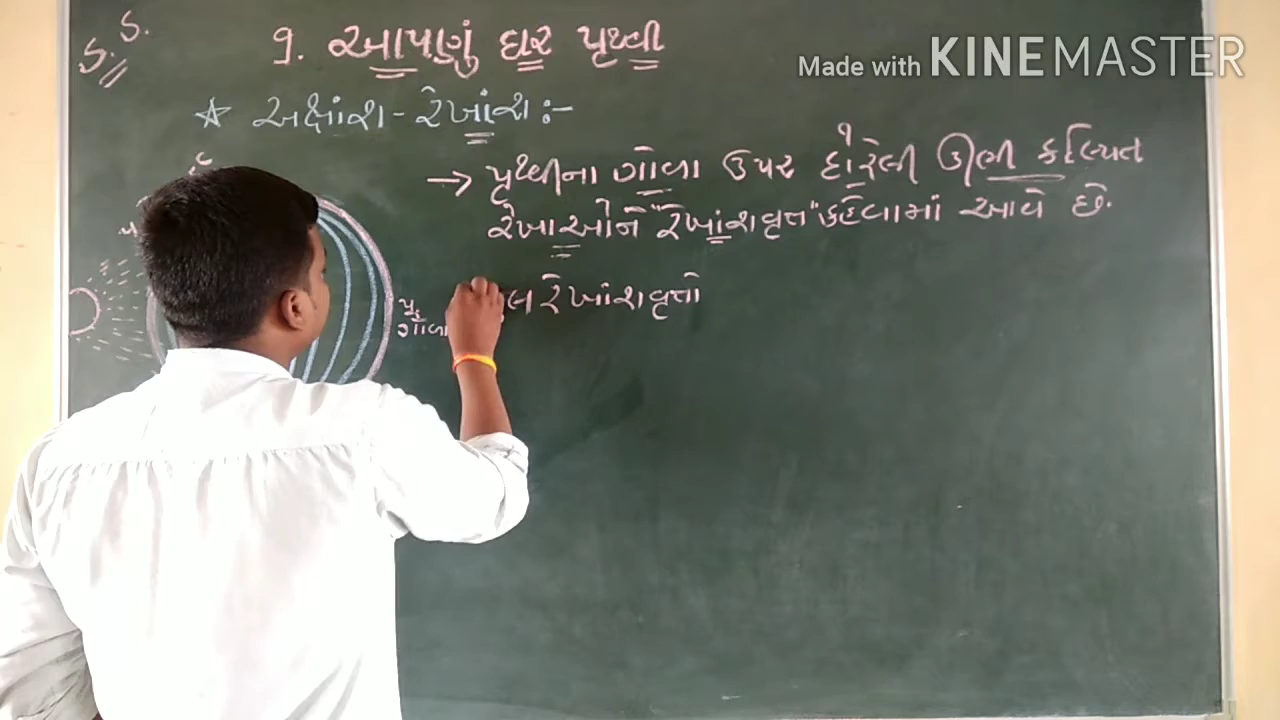 S.S.
૧. આપણું ઘર પૃથ્વી
Made with KINEMASTER
☆ અક્ષાંશ - રેખાંશ :-
→ પૃથ્વીના ગોળા ઉપર દોરેલી ઊભી કલ્પિત
રેખાઓને "રેખાંશવૃત્ત" કહેવામાં આવે છે.
રેખાંશવૃત્તો